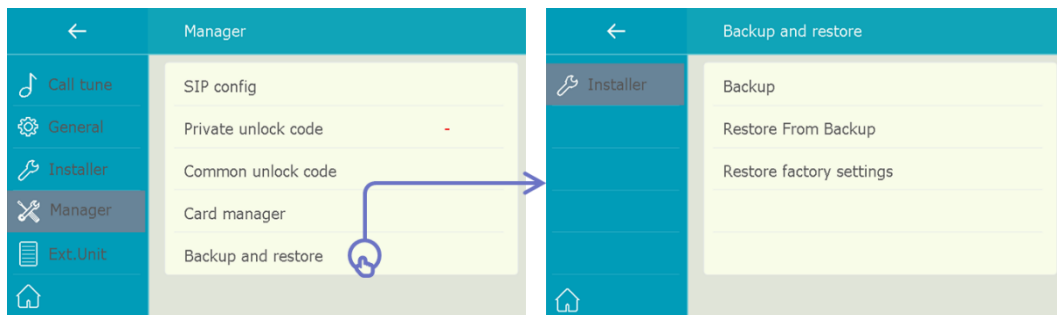 Manager
Call tune
General
Installer
Manager
Ext.Unit
SIP config
Private unlock code -
Common unlock code
Card manager
Backup and restore
Backup and restore
Installer
Backup
Restore From Backup
Restore factory settings